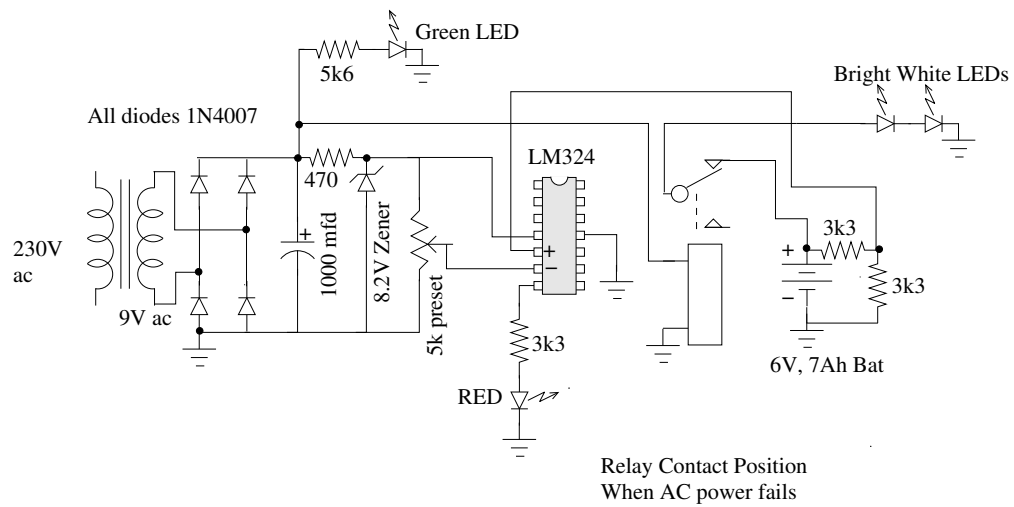 Green LED
5k6
Bright White LEDs
All diodes 1N4007
LM324
470
230V
ac
9V ac
+
1000 mfd
8.2V Zener
5k preset
+
−
3k3
RED
+
−
3k3
3k3
6V, 7Ah Bat
Relay Contact Position
When AC power fails